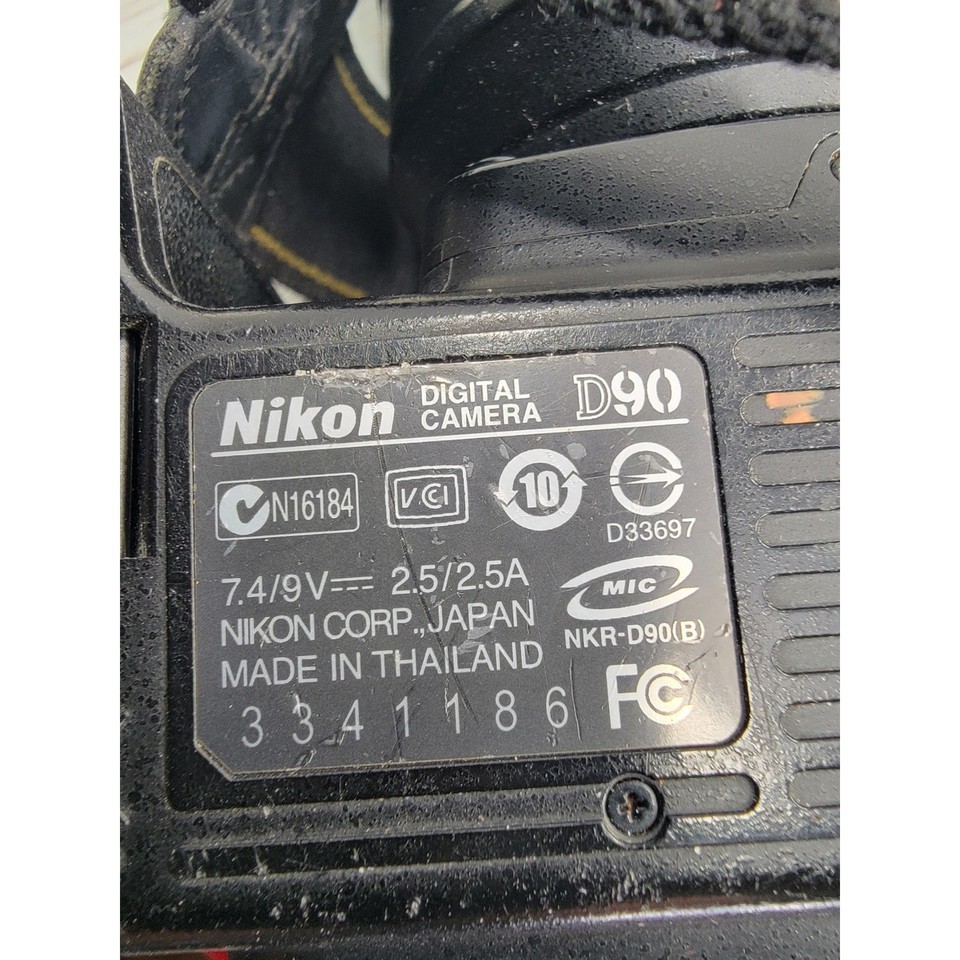 Nikon DIGITAL CAMERA D90
N16184 VCI 10
D33697
7.4/9V⎓ 2.5/2.5A
MIC
NIKON CORP.,JAPAN
NKR-D90(B)
MADE IN THAILAND
FC
3341186